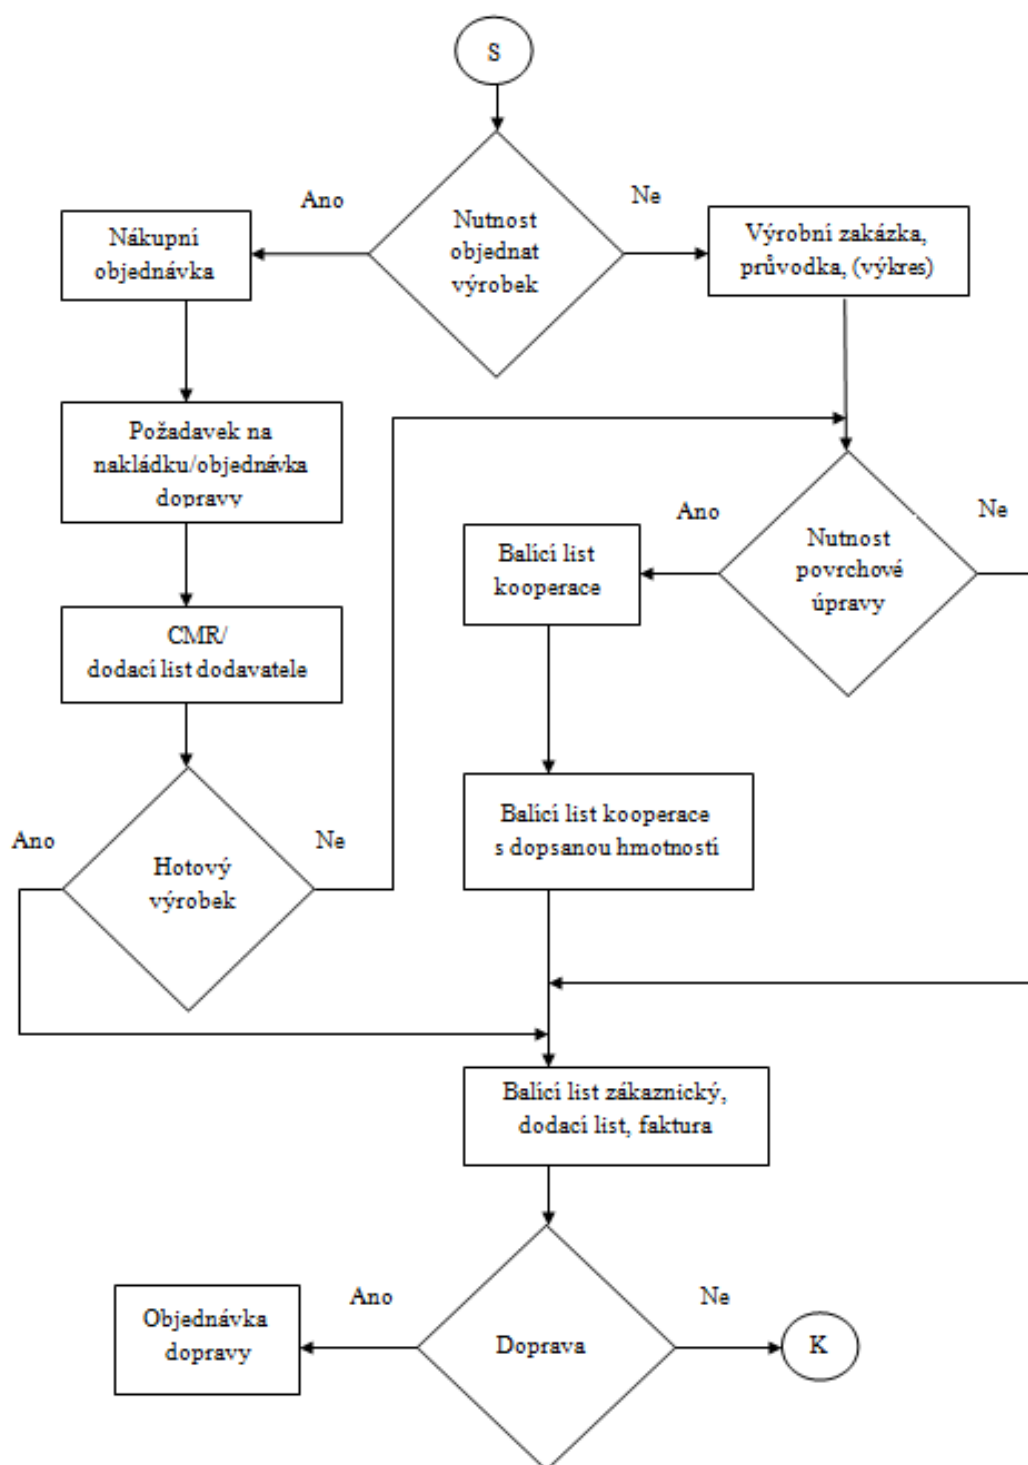 S
Ano
Ne
Nutnost
objednat
výrobek
Nákupní
objednávka
Výrobní zakázka,
průvodka, (výkres)
Požadavek na
nakládku/objednávka
dopravy
Ano
Ne
Nutnost
povrchové
úpravy
Balící list
kooperace
CMR/
dodací list dodavatele
Ano
Ne
Hotový
výrobek
Balící list kooperace
s dopsanou hmotností
Balící list zákaznický,
dodací list, faktura
Ano
Ne
Objednávka
dopravy
Doprava
K